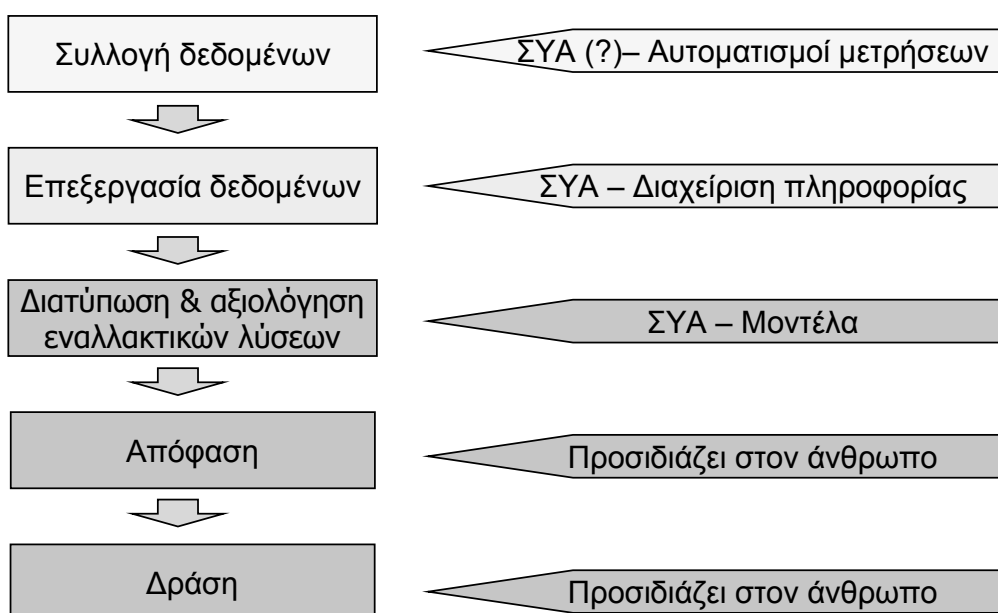 Συλλογή δεδομένων
ΣΥΑ (?)– Αυτοματισμοί μετρήσεων
Επεξεργασία δεδομένων
ΣΥΑ – Διαχείριση πληροφορίας
Διατύπωση & αξιολόγηση
εναλλακτικών λύσεων
ΣΥΑ – Μοντέλα
Απόφαση
Προσιδιάζει στον άνθρωπο
Δράση
Προσιδιάζει στον άνθρωπο